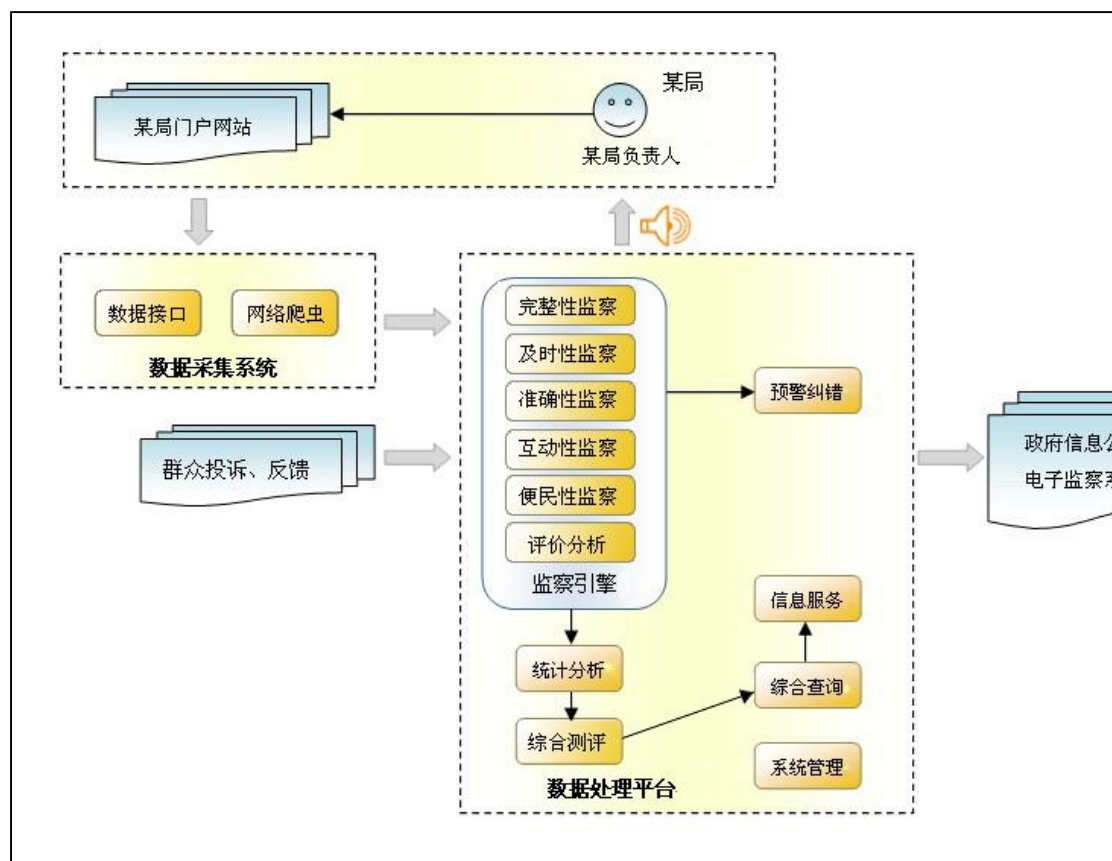 某局
某局门户网站
某局负责人
数据接口
网络爬虫
数据采集系统
群众投诉、反馈
完整性监察
及时性监察
准确性监察
互动性监察
便民性监察
评价分析
监察引擎
预警纠错
统计分析
综合测评
信息服务
综合查询
系统管理
数据处理平台
政府信息公
电子监察系